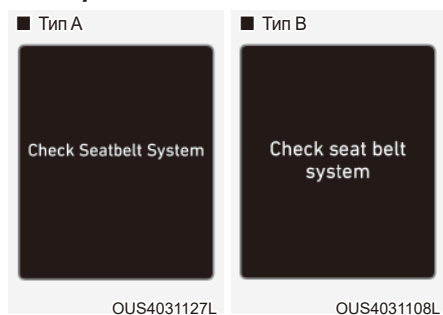 ■ Тип A
Check Seatbelt System
OUS4031127L
■ Тип B
Check seat belt
system
OUS4031108L